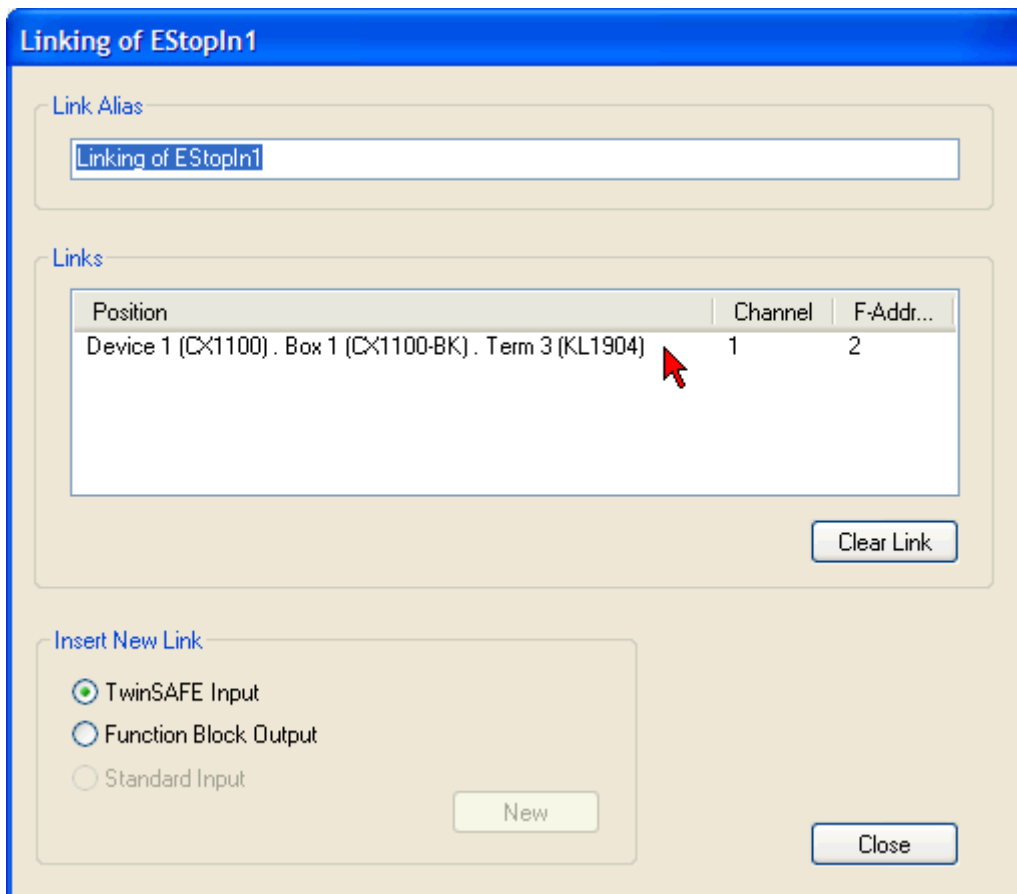 Linking of EStopIn1
Link Alias
Linking of EStopIn1
Links
Position Channel F-Addr...
Device 1 (CX1100) . Box 1 (CX1100-BK) . Term 3 (KL1904) 1 2
Clear Link
Insert New Link
TwinSAFE Input
Function Block Output
Standard Input
New
Close